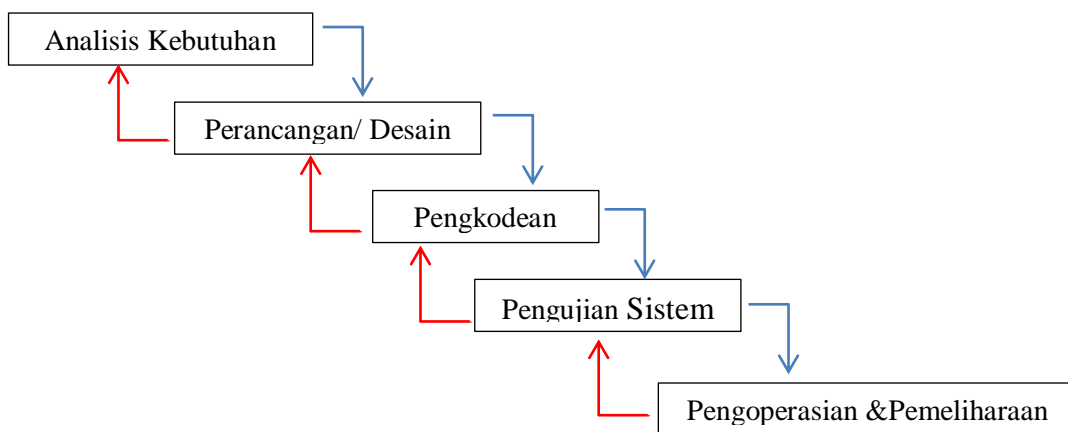 Analisis Kebutuhan
Perancangan/ Desain
Pengkodean
Pengujian Sistem
Pengoperasian &Pemeliharaan